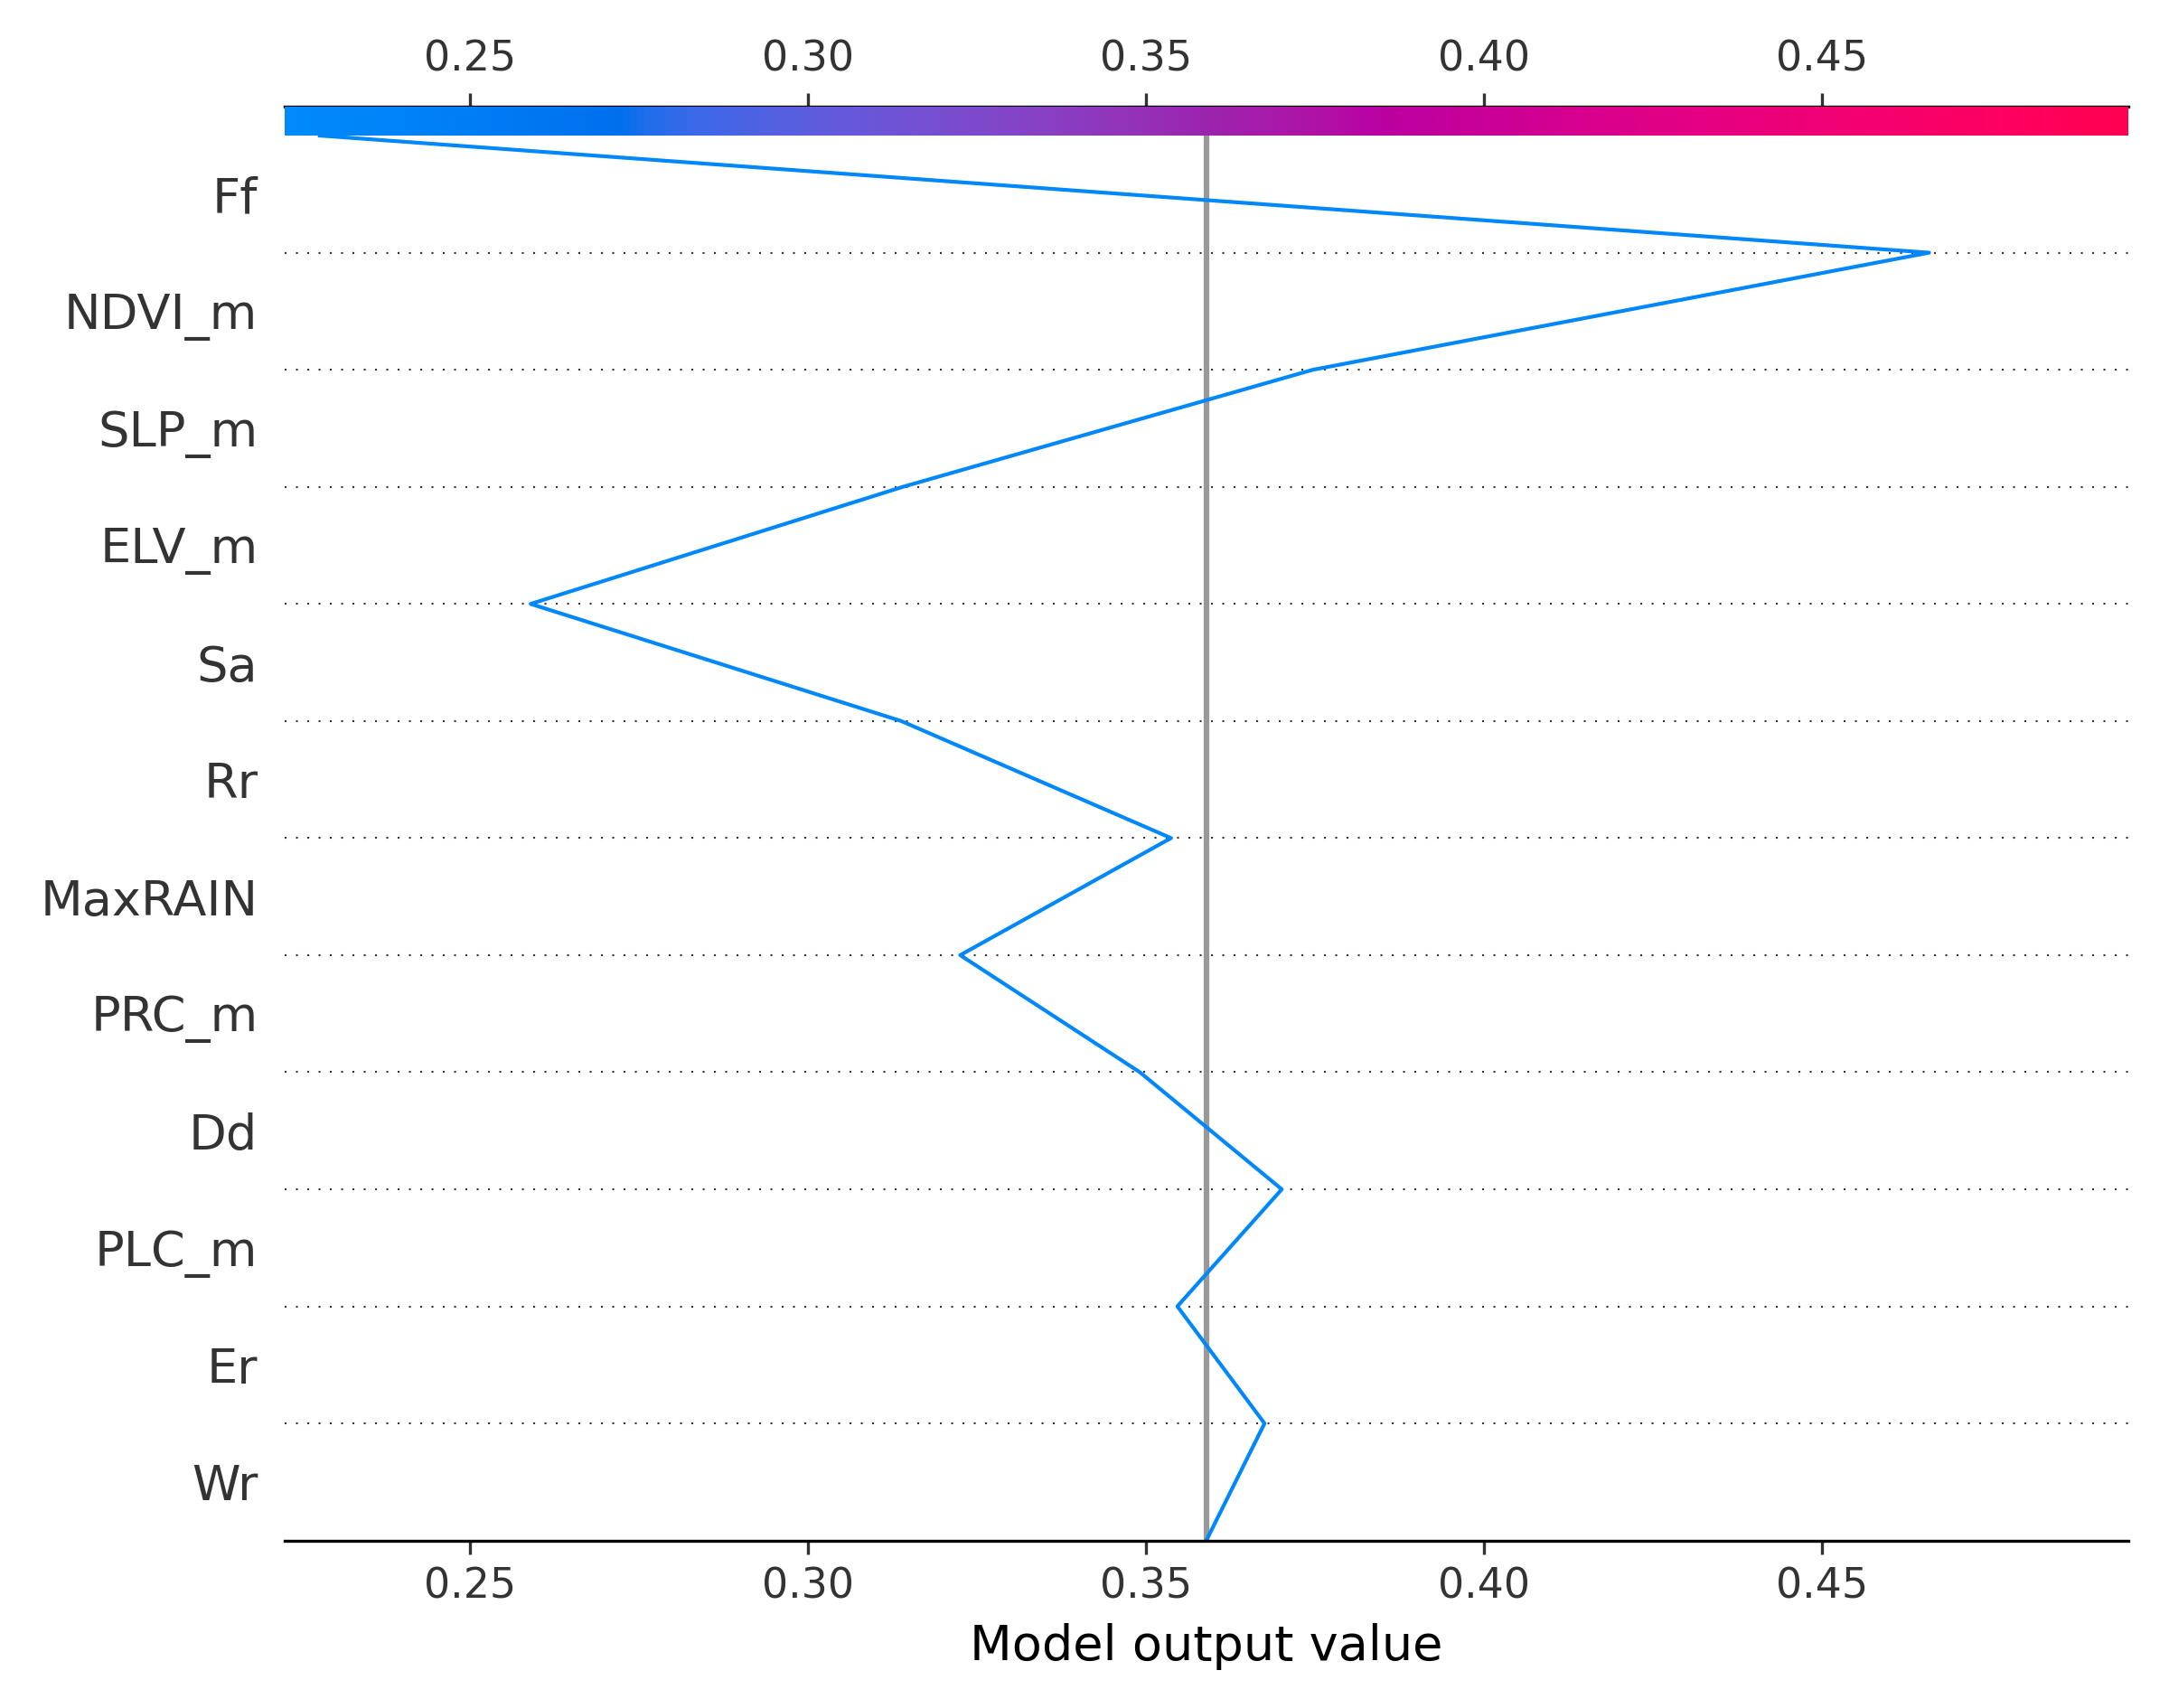 0.25 0.30 0.35 0.40 0.45
Ff
NDVI_m
SLP_m
ELV_m
Sa
Rr
MaxRAIN
PRC_m
Dd
PLC_m
Er
Wr
0.25 0.30 0.35 0.40 0.45
Model output value